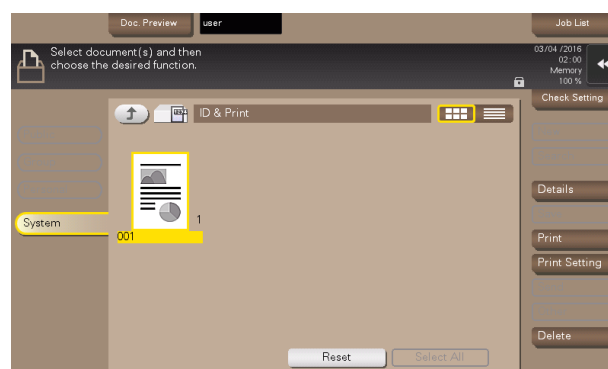 Doc. Preview
user
Job List
Select document(s) and then
choose the desired function.
03/04 /2016
02:00
Memory
100 %
Check Setting
ID & Print
System
1
001
Details
Print
Print Setting
Delete
Reset
Select All